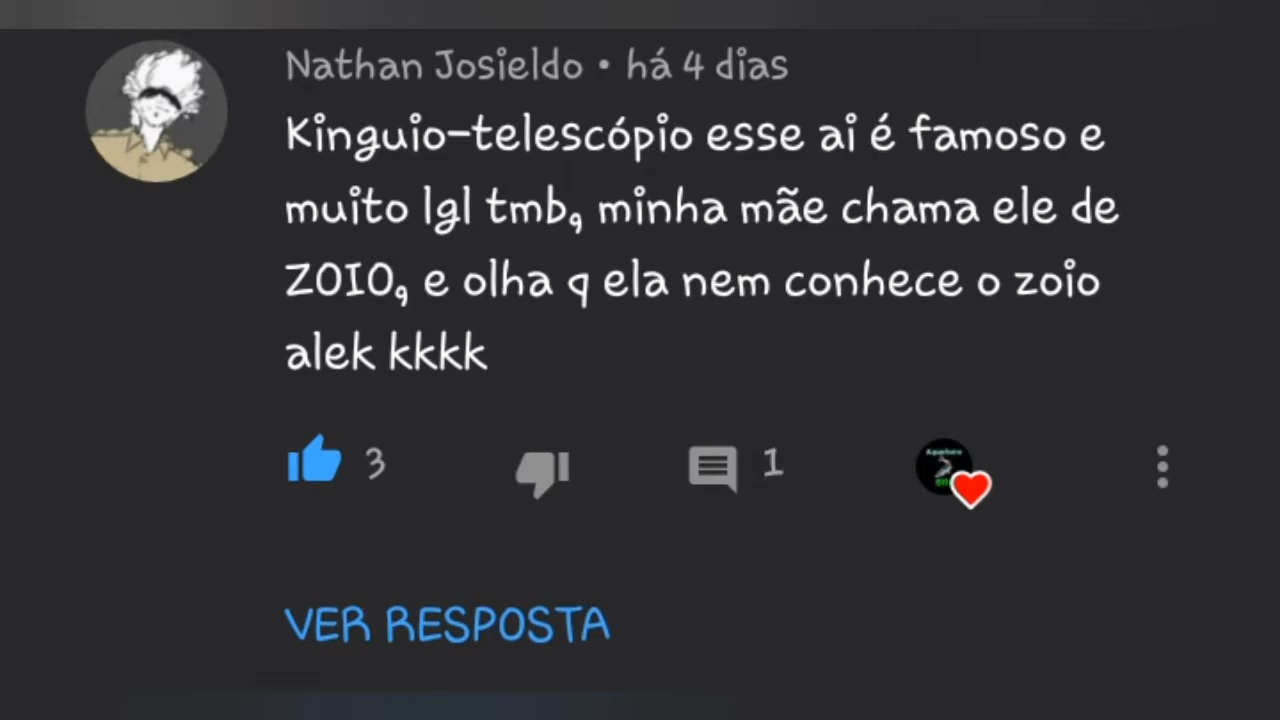 Nathan Josieldo • há 4 dias
Kinguio-telescópio esse ai é famoso e
muito lgl tmb, minha mãe chama ele de
ZOIO, e olha q ela nem conhece o zoio
alek kkkk
3 1
VER RESPOSTA